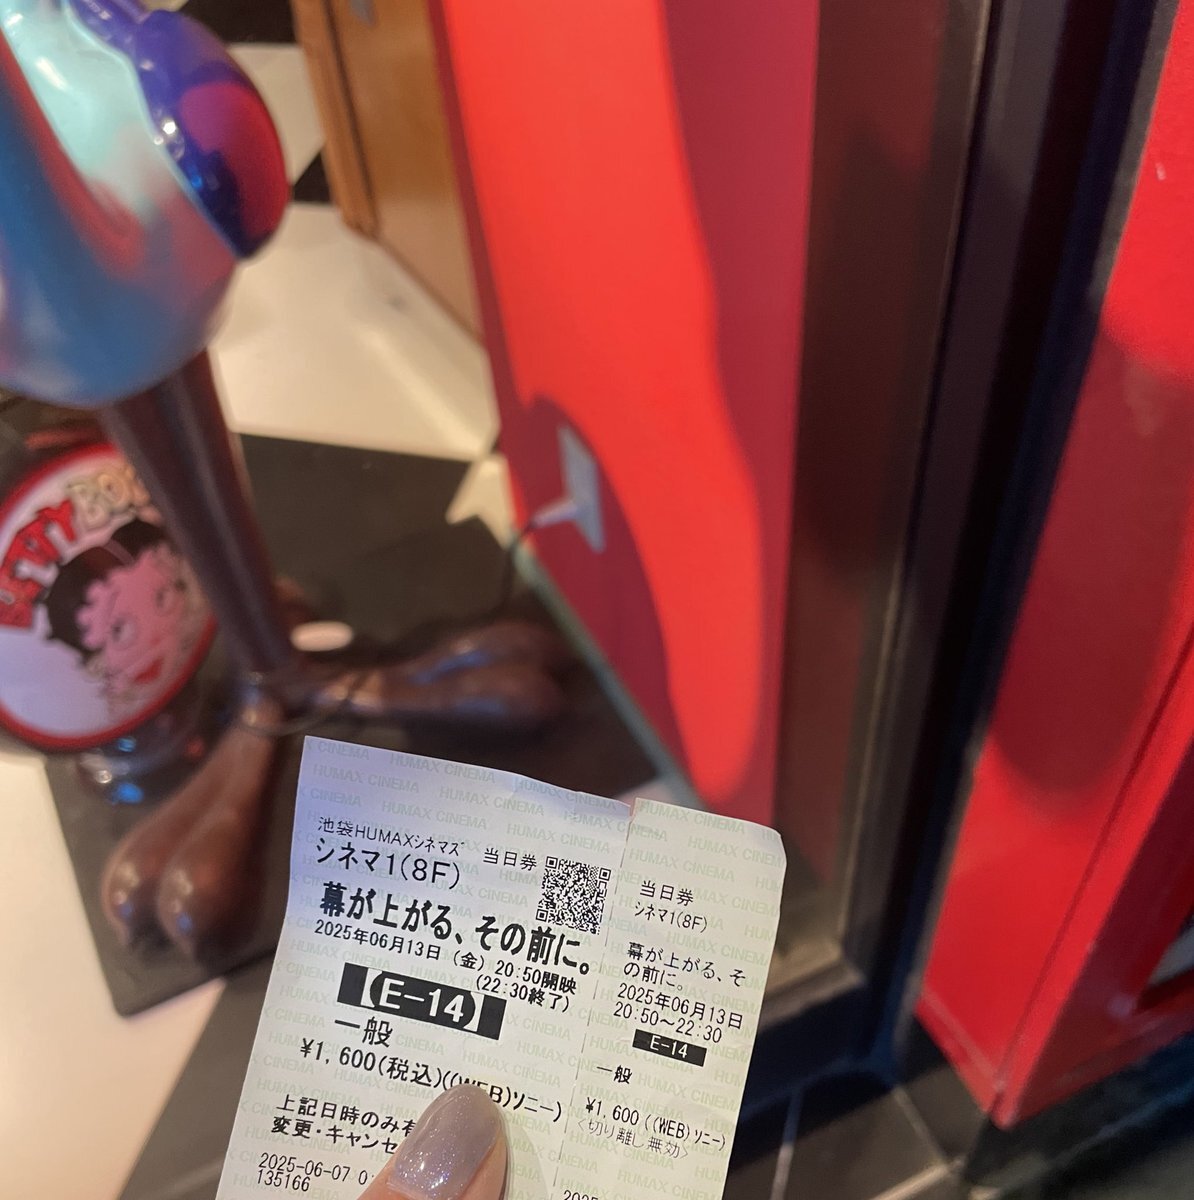 池袋HUMAXシネマズ
シネマ1(8F)
当日券
幕が上がる、その前に。
2025年06月13日(金) 20:50開映
(22:30終了)
【E-14】
一般
¥1,600(税込)((WEB)ソニー)
上記日時のみ有
変更・キャンセ
2025-06-07 0
135166
当日券
シネマ1(8F)
幕が上がる、そ
の前に。
2025年06月13日
20:50～22:30
E-14
一般
¥1,600((WEB)ソニー)
<切り離し無効>
HUMAX CINEMA